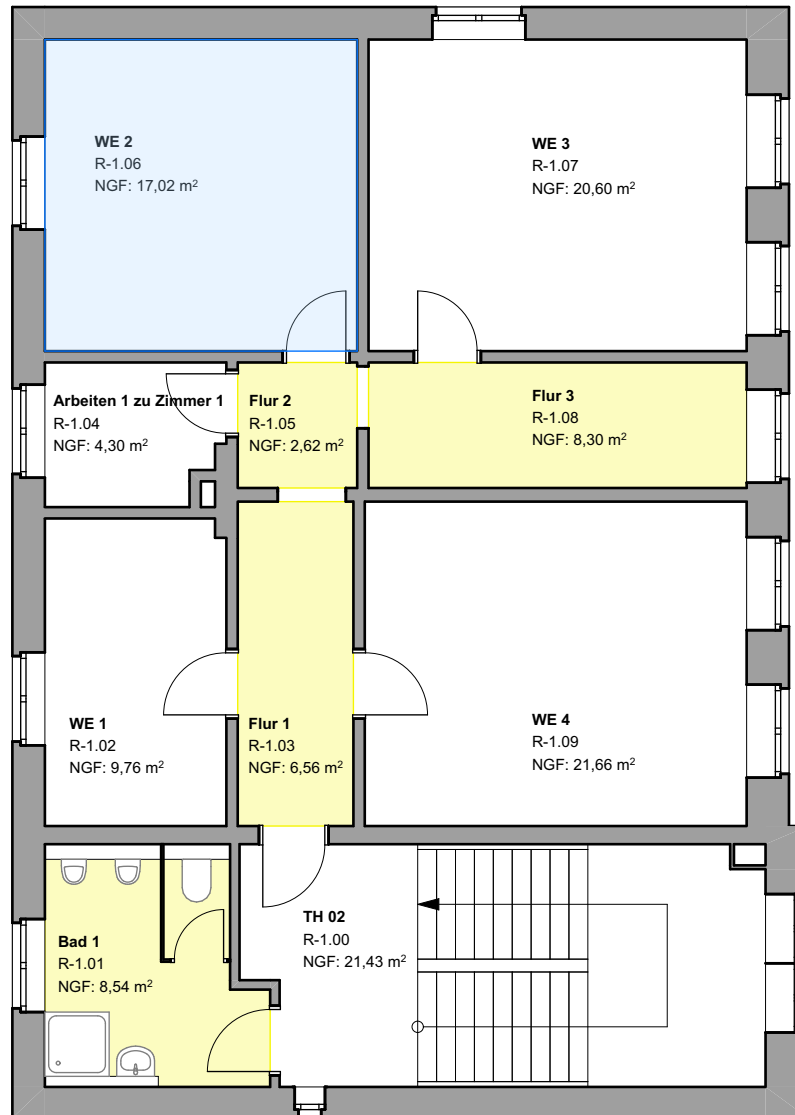 WE 2
R-1.06
NGF: 17,02 m²
WE 3
R-1.07
NGF: 20,60 m²
Arbeiten 1 zu Zimmer 1
R-1.04
NGF: 4,30 m²
Flur 2
R-1.05
NGF: 2,62 m²
Flur 3
R-1.08
NGF: 8,30 m²
WE 1
R-1.02
NGF: 9,76 m²
Flur 1
R-1.03
NGF: 6,56 m²
WE 4
R-1.09
NGF: 21,66 m²
Bad 1
R-1.01
NGF: 8,54 m²
TH 02
R-1.00
NGF: 21,43 m²